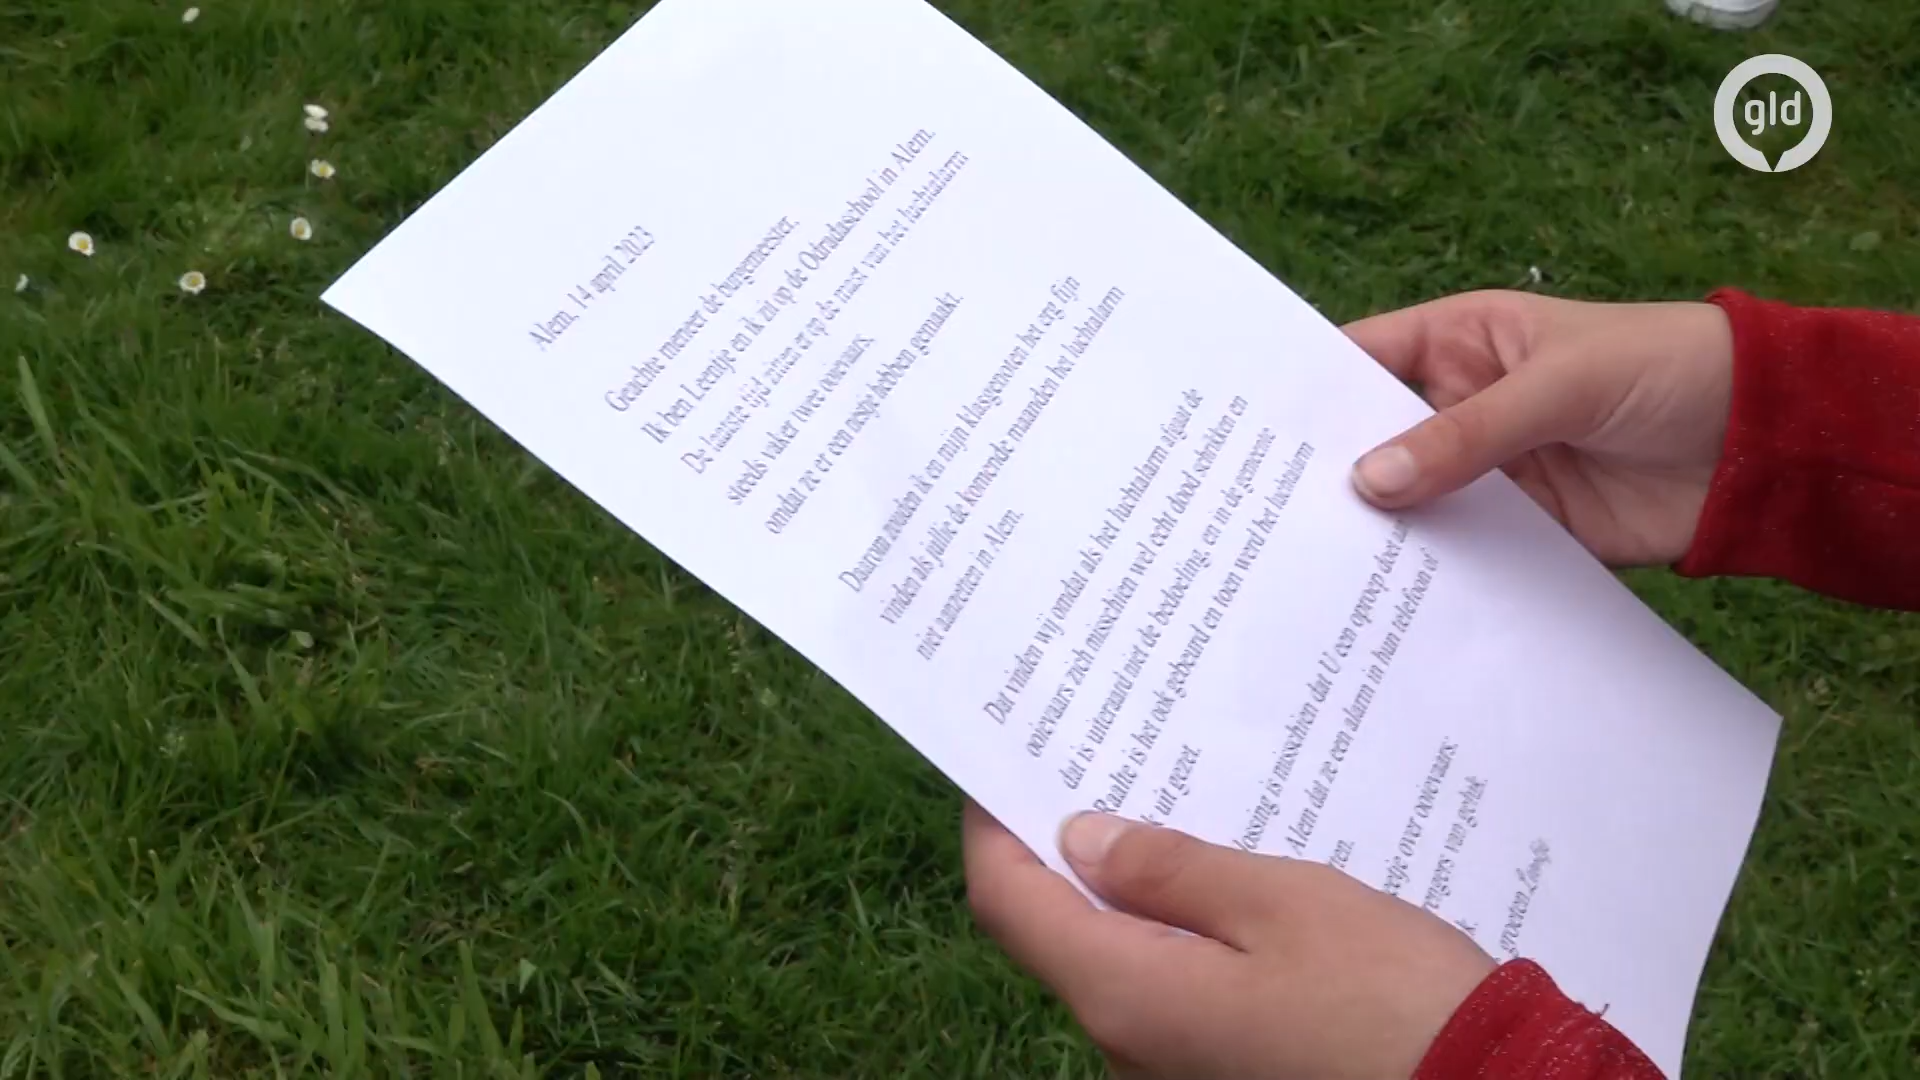 gld
Alem, 14 april 2023
Geachte meneer de burgemeester,
Ik ben Leentje en ik zit op de Odradaschool in Alem.
De laatste tijd zitten er op de mast van het luchtalarm
steeds vaker twee ooievaars,
omdat ze er een nestje hebben gemaakt.
Daarom zouden ik en mijn klasgenoten het erg fijn
vinden als jullie de komende maanden het luchtalarm
niet aanzetten in Alem.
Dat vinden wij omdat als het luchtalarm afgaat de
ooievaars zich misschien wel echt dood schrikken en
dat is uiteraard niet de bedoeling, en in de gemeente
Raalte is het ook gebeurd en toen werd het luchtalarm
uit gezet.
lossing is misschien dat U een oproep doet
Alem dat ze een alarm in hun telefoon of
eetje over ooievaars:
rengers van geluk.
groeten Leentje